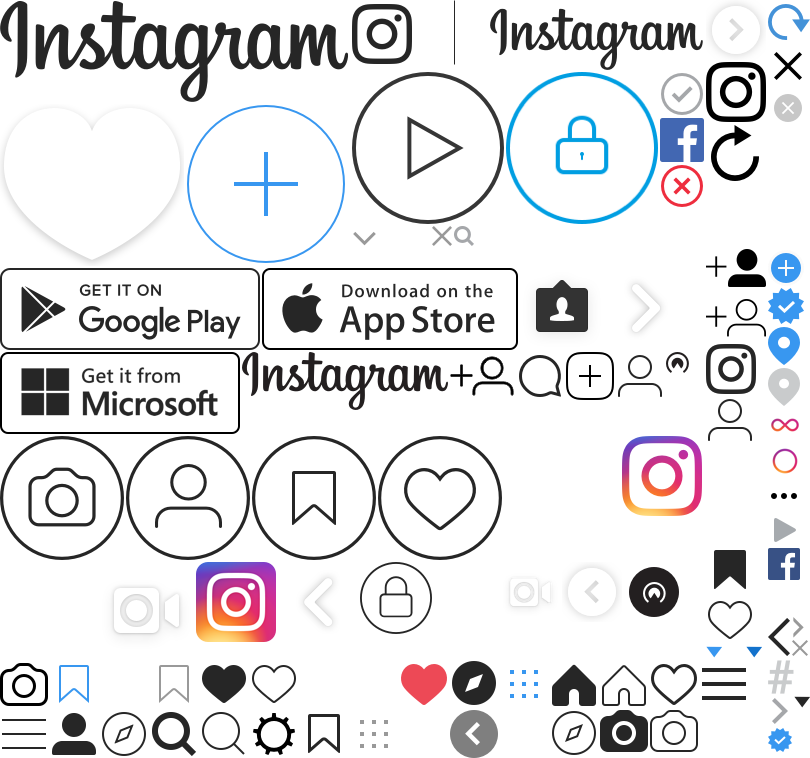 Instagram
Instagram
GET IT ON
Google Play
Download on the
App Store
Get it from
Microsoft
Instagram
#